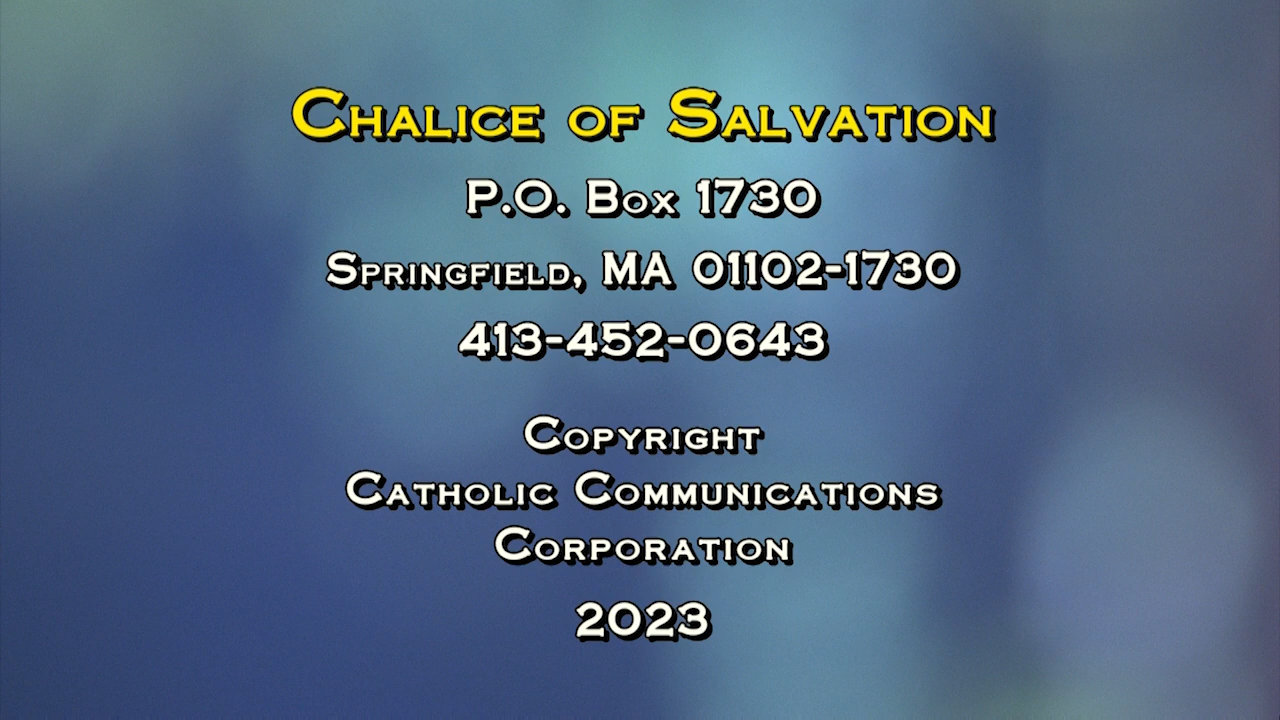 Chalice of Salvation
P.O. Box 1730
Springfield, MA 01102-1730
413-452-0643
Copyright
Catholic Communications
Corporation
2023